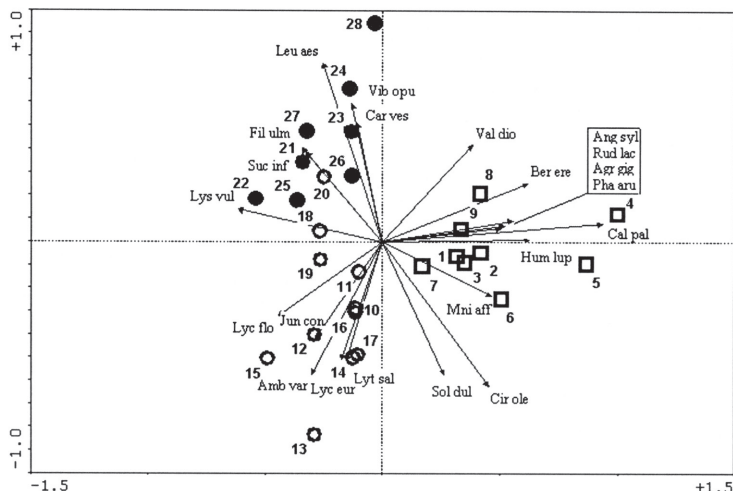 +1.0
28
Leu aes
24
Vib opu
27
23
Car ves
Fil ulm
Val dio
Ang syl
Rud lac
Agr gig
Pha aru
21
Suc inf
26
8
Ber ere
20
22
25
Lys vul
4
18
9
Cal pal
19
1
3
2
Hum lup
5
11
7
Mni aff
6
10
Lyc flo
Jun con
16
12
17
15
14
Lyt sal
Amb var
Lyc eur
Sol dul
Cir ole
13
-1.0
-1.5
+1.5